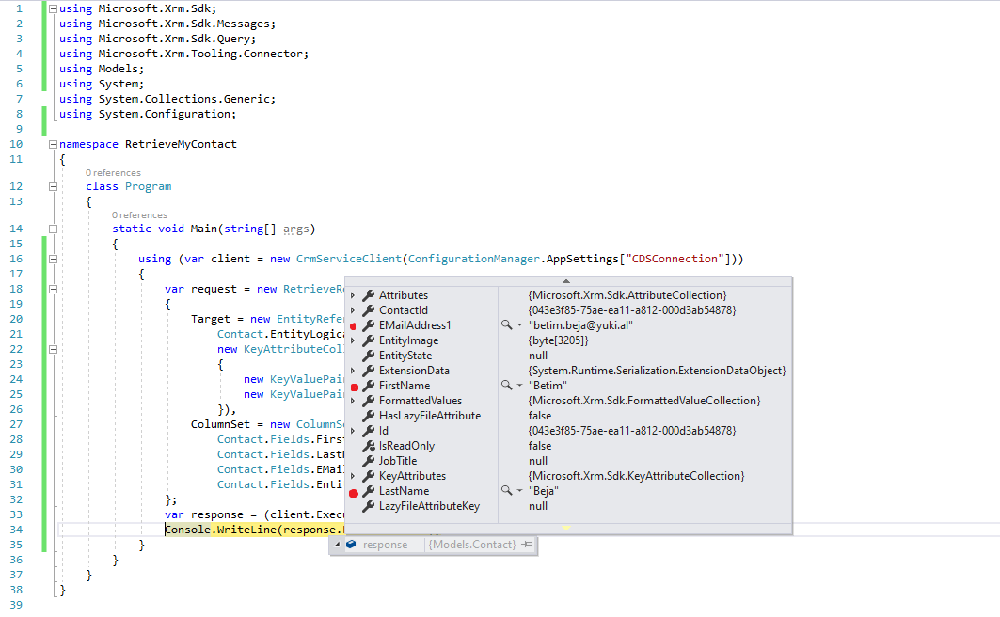 1 using Microsoft.Xrm.Sdk;
2 using Microsoft.Xrm.Sdk.Messages;
3 using Microsoft.Xrm.Sdk.Query;
4 using Microsoft.Xrm.Tooling.Connector;
5 using Models;
6 using System;
7 using System.Collections.Generic;
8 using System.Configuration;
9
10 namespace RetrieveMyContact
11 {
0 references
12 class Program
13 {
0 references
14 static void Main(string[] args)
15 {
16 using (var client = new CrmServiceClient(ConfigurationManager.AppSettings["CDSConnection"]))
17 {
18 var request = new RetrieveRe
19 {
20 Target = new EntityRefer
21 Contact.EntityLogica
22 new KeyAttributeCol
23 {
24 new KeyValuePai
25 new KeyValuePai
26 }),
27 ColumnSet = new ColumnSe
28 Contact.Fields.First
29 Contact.Fields.LastN
30 Contact.Fields.EMai
31 Contact.Fields.Enti
32 };
33 var response = (client.Execu
34 Console.WriteLine(response.
35 }
36 }
37 }
38 }
39
Attributes {Microsoft.Xrm.Sdk.AttributeCollection}
ContactId {043e3f85-75ae-ea11-a812-000d3ab54878}
EMailAddress1 "betim.beja@yuki.al"
EntityImage {byte[3205]}
EntityState null
ExtensionData {System.Runtime.Serialization.ExtensionDataObject}
FirstName "Betim"
FormattedValues {Microsoft.Xrm.Sdk.FormattedValueCollection}
HasLazyFileAttribute false
Id {043e3f85-75ae-ea11-a812-000d3ab54878}
IsReadOnly false
JobTitle null
KeyAttributes {Microsoft.Xrm.Sdk.KeyAttributeCollection}
LastName "Beja"
LazyFileAttributeKey null
response {Models.Contact}